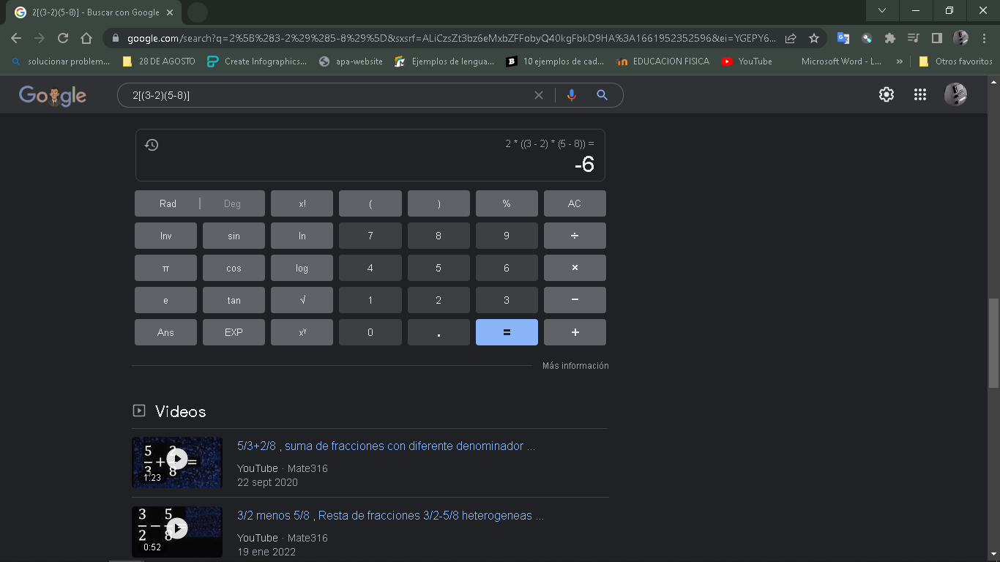 2[(3-2)(5-8)] - Buscar con Google
google.com/search?q=2%5B%283-2%29%285-8%29%5D&sxsrf=ALiCzsZt3bz6eMxbZFFobyQ40kgFbkD9HA%3A1661952352596&ei=YGEPY6...
solucionar problem... 28 DE AGOSTO Create Infographics... apa-website Ejemplos de lengua... 10 ejemplos de cad... EDUCACION FISICA YouTube Microsoft Word - L... » Otros favoritos
Google 2[(3-2)(5-8)]
2 * ((3 - 2) * (5 - 8)) =
-6
Rad | Deg x! ( ) % AC
Inv sin ln 7 8 9 ÷
π cos log 4 5 6 ×
e tan √ 1 2 3 −
Ans EXP xʸ 0 . = +
Más información
Videos
5/3+2/8 , suma de fracciones con diferente denominador ...
5/3 + 2/8 =
1:23
YouTube · Mate316
22 sept 2020
3/2 menos 5/8 , Resta de fracciones 3/2-5/8 heterogeneas ...
3/2 − 5/8 =
0:52
YouTube · Mate316
19 ene 2022